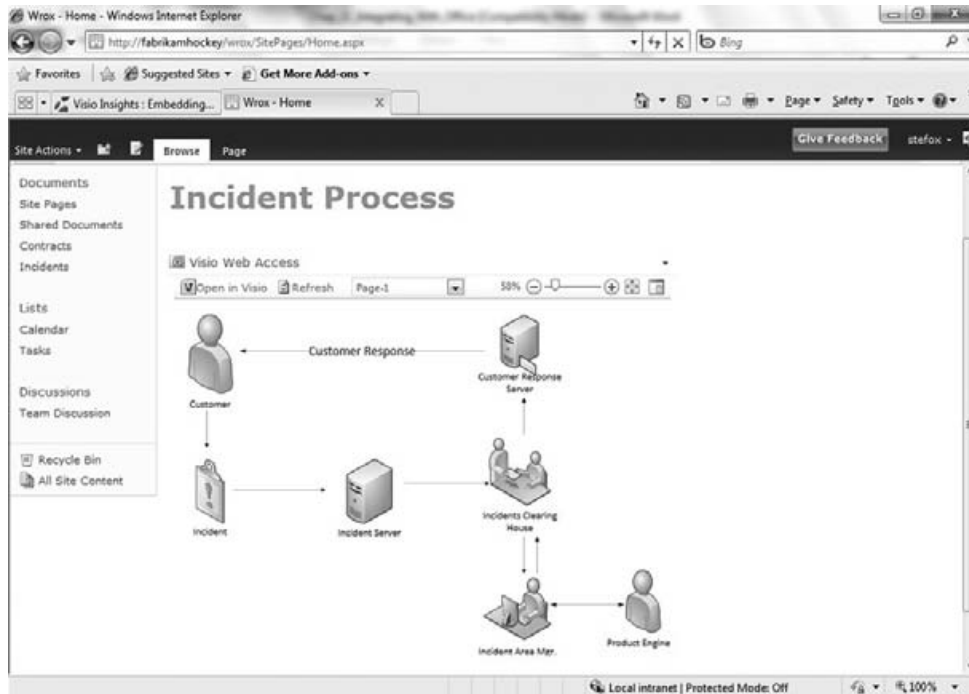 Wrox - Home - Windows Internet Explorer
http://fabrikamhockey/wrox/SitePages/Home.aspx
Bing
Favorites
Suggested Sites
Get More Add-ons
Visio Insights : Embedding...
Wrox - Home
X
Page
Safety
Tools
Site Actions
Browse
Page
Give Feedback
stefox
Documents
Site Pages
Shared Documents
Contracts
Incidents
Lists
Calendar
Tasks
Discussions
Team Discussion
Recycle Bin
All Site Content
Incident Process
Visio Web Access
Open in Visio
Refresh
Page-1
58%
Customer Response
Customer Response
Server
Customer
Incidents Clearing
House
Incident
Incident Server
Incident Area Mgr.
Product Engine
Local intranet | Protected Mode: Off
100%